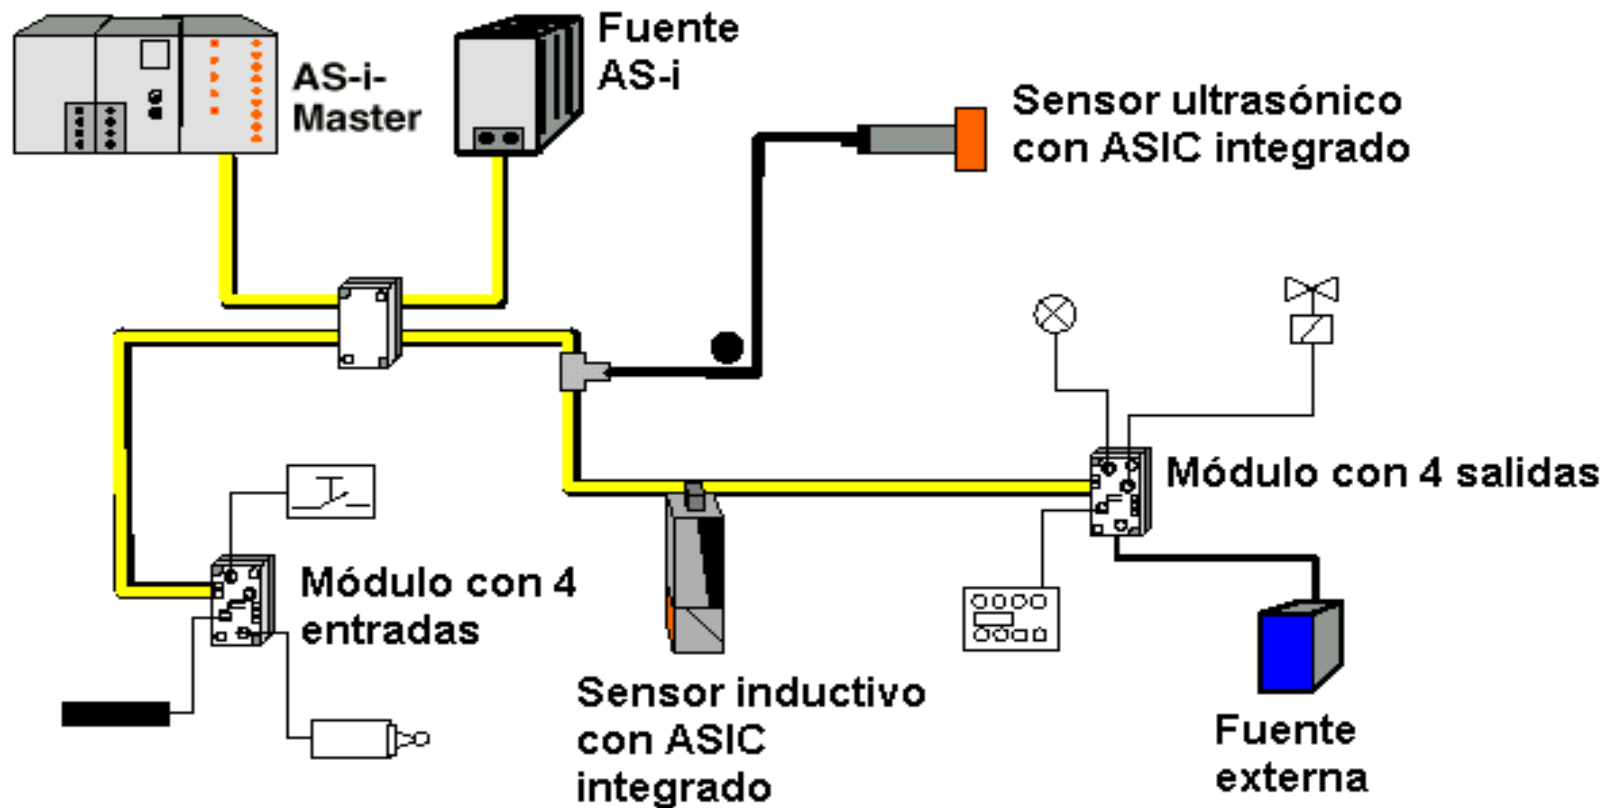 AS-i-
Master
Fuente
AS-i
Sensor ultrasónico
con ASIC integrado
Módulo con 4 salidas
Módulo con 4
entradas
Sensor inductivo
con ASIC
integrado
Fuente
externa